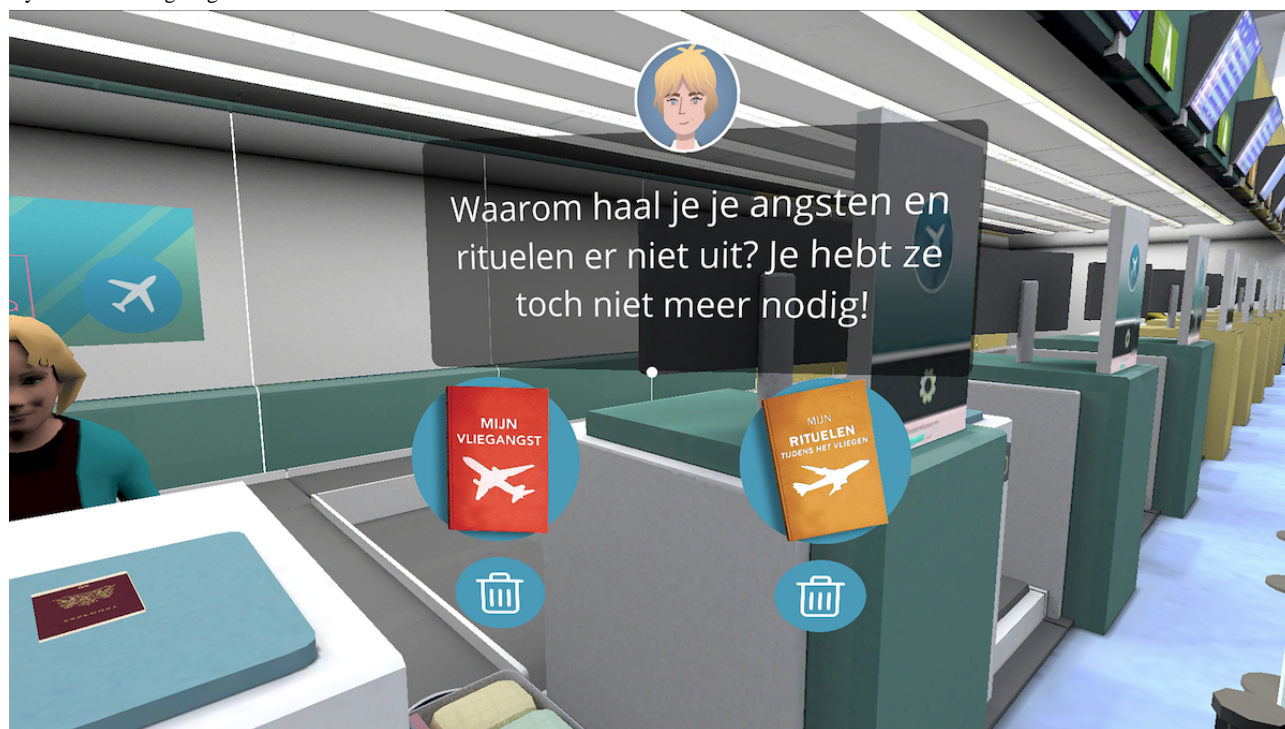 Waarom haal je je angsten en
rituelen er niet uit? Je hebt ze
toch niet meer nodig!
MIJN
VLIEGANGST
MIJN
RITUELEN
TIJDENS HET VLIEGEN